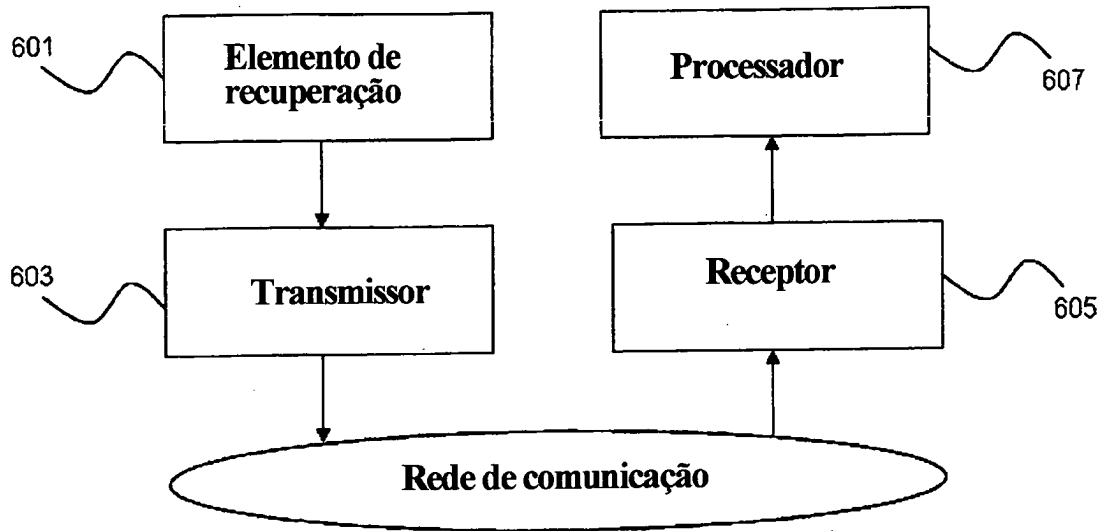 601
Elemento de
recuperação
Processador
607
603
Transmissor
Receptor
605
Rede de comunicação